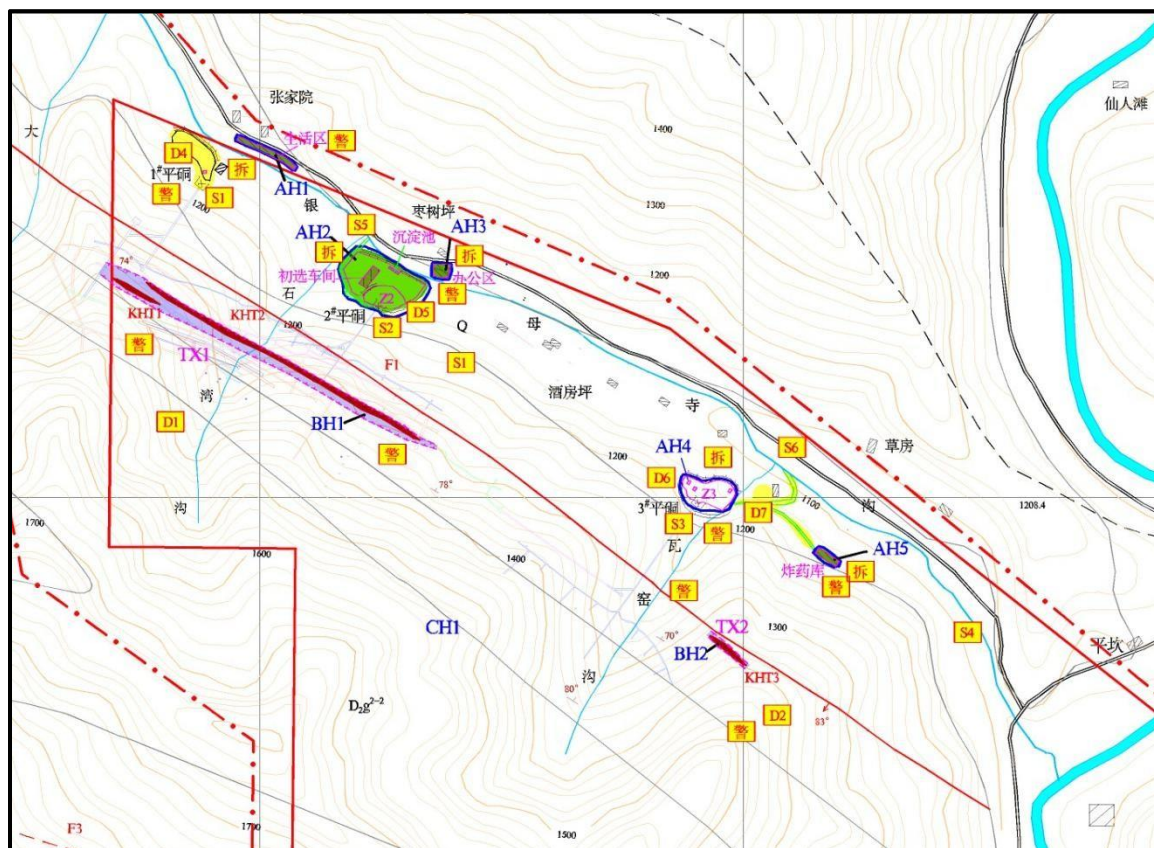 张家院
仙人滩
大
生活区
警
1400
D4
拆
1#平硐
AH1
警
S1
1200
银
枣树坪
1300
S5
AH3
AH2
拆
沉淀池
拆
74°
初选车间
办公区
1200
石
警
Z2
KHT1
KHT2
1200
2#平硐
D5
S2
Q
母
警
TX1
S1
F1
湾
酒房坪
D1
寺
BH1
警
S6
草房
1200
AH4
拆
D6
78°
Z3
1100
沟
3#平硐
D7
沟
1208.4
1700
S3
1200
警
1600
1400
瓦
AH5
炸药库
拆
警
警
窑
CH1
TX2
1300
S4
70°
BH2
平坎
沟
KHT3
80°
D₂g²⁻²
D2
83°
警
F3
1700
1500